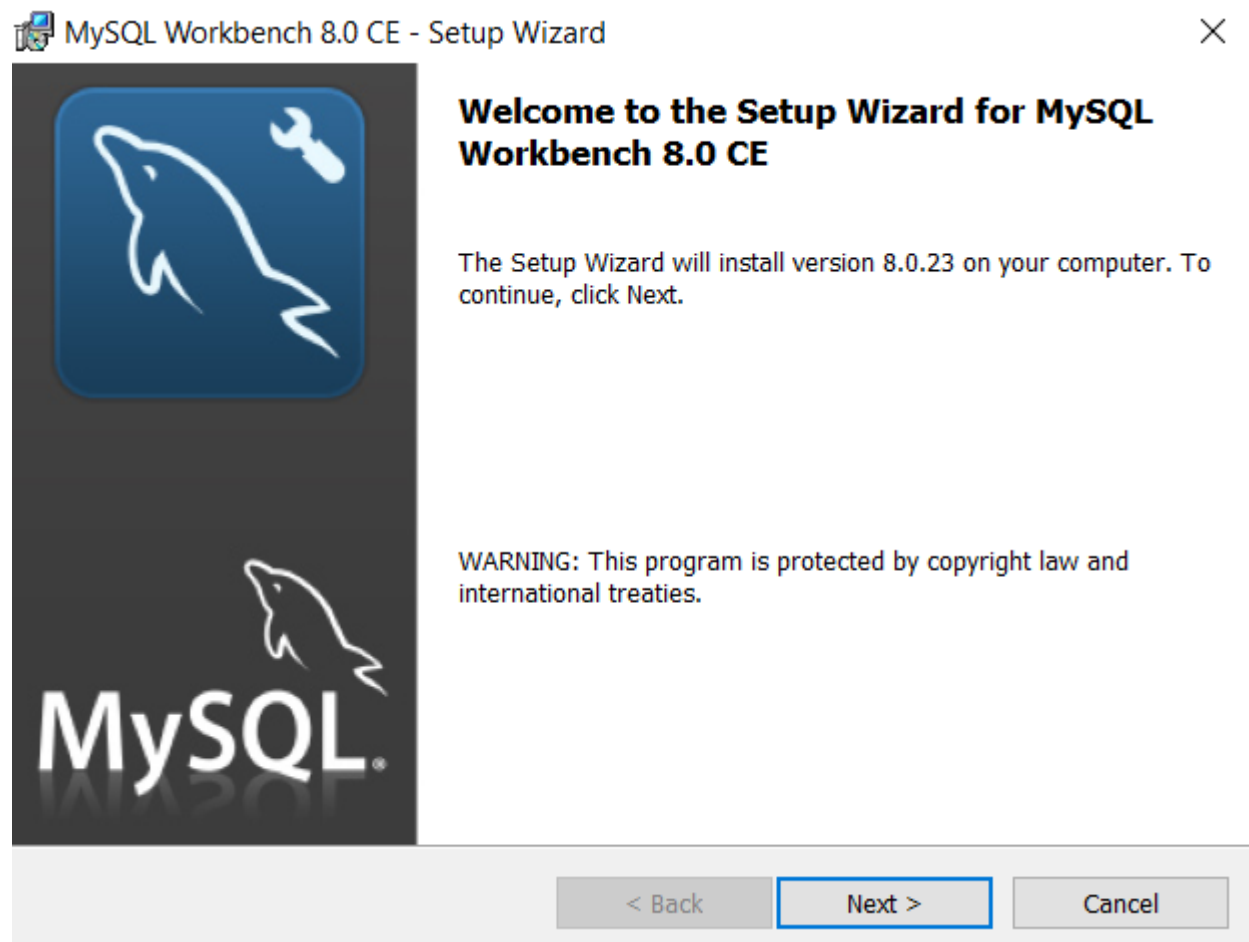 MySQL Workbench 8.0 CE - Setup Wizard
Welcome to the Setup Wizard for MySQL
Workbench 8.0 CE
The Setup Wizard will install version 8.0.23 on your computer. To
continue, click Next.
WARNING: This program is protected by copyright law and
international treaties.
MySQL®
< Back
Next >
Cancel